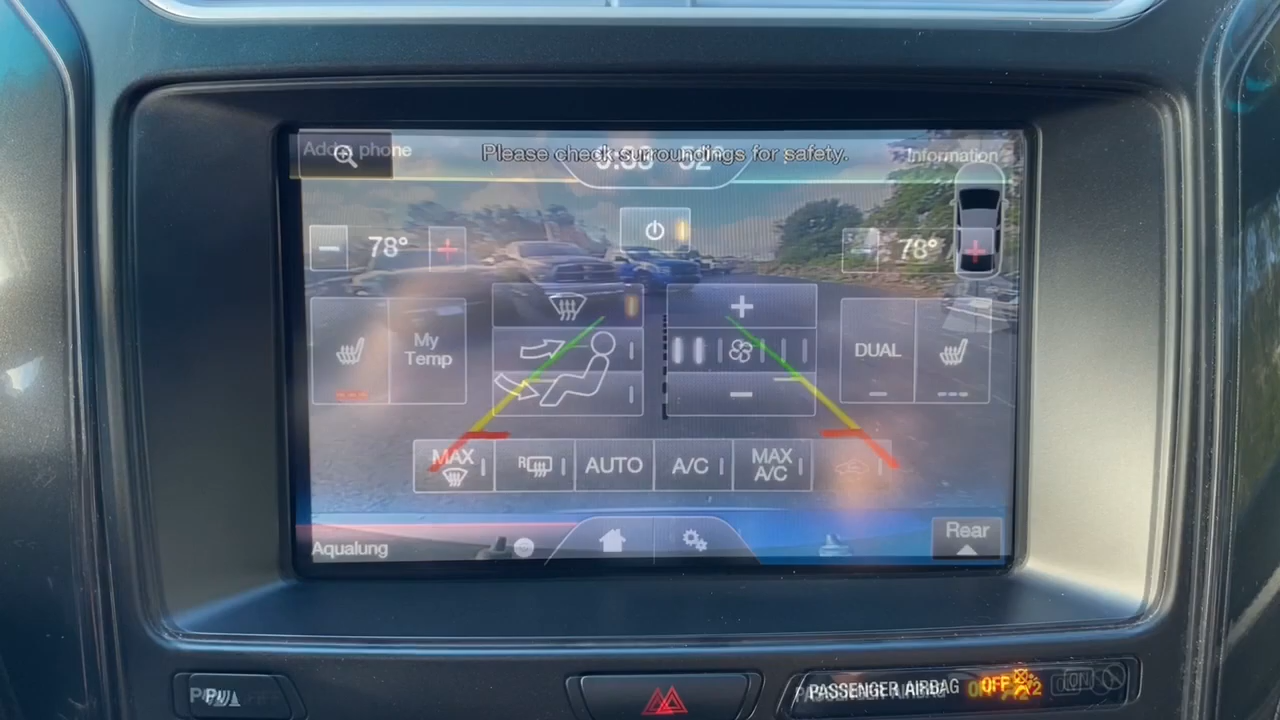 Add a phone
Please check surroundings for safety.
Information
78°
78°
My
Temp
DUAL
MAX
R
AUTO
A/C
MAX
A/C
Aqualung
Rear
PASSENGER AIRBAG
OFF
ON